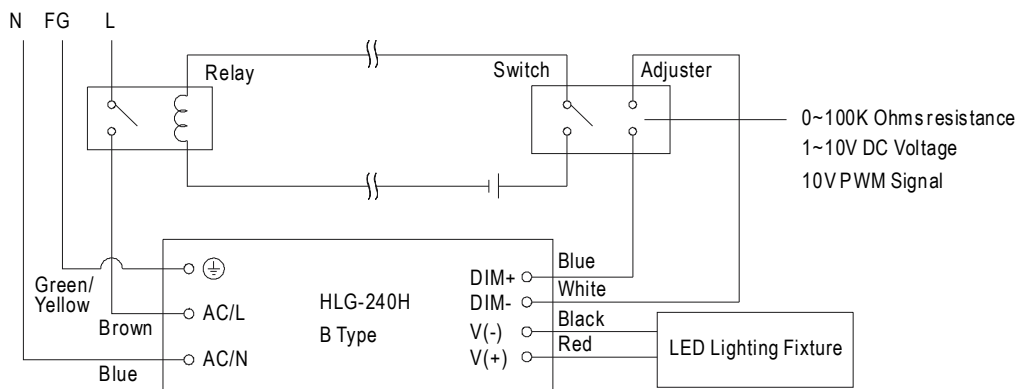 N FG L
Relay
Switch
Adjuster
0~100K Ohms resistance
1~10V DC Voltage
10V PWM Signal
Green/
Yellow
Brown
Blue
AC/L
AC/N
HLG-240H
B Type
DIM+
DIM-
V(-)
V(+)
Blue
White
Black
Red
LED Lighting Fixture